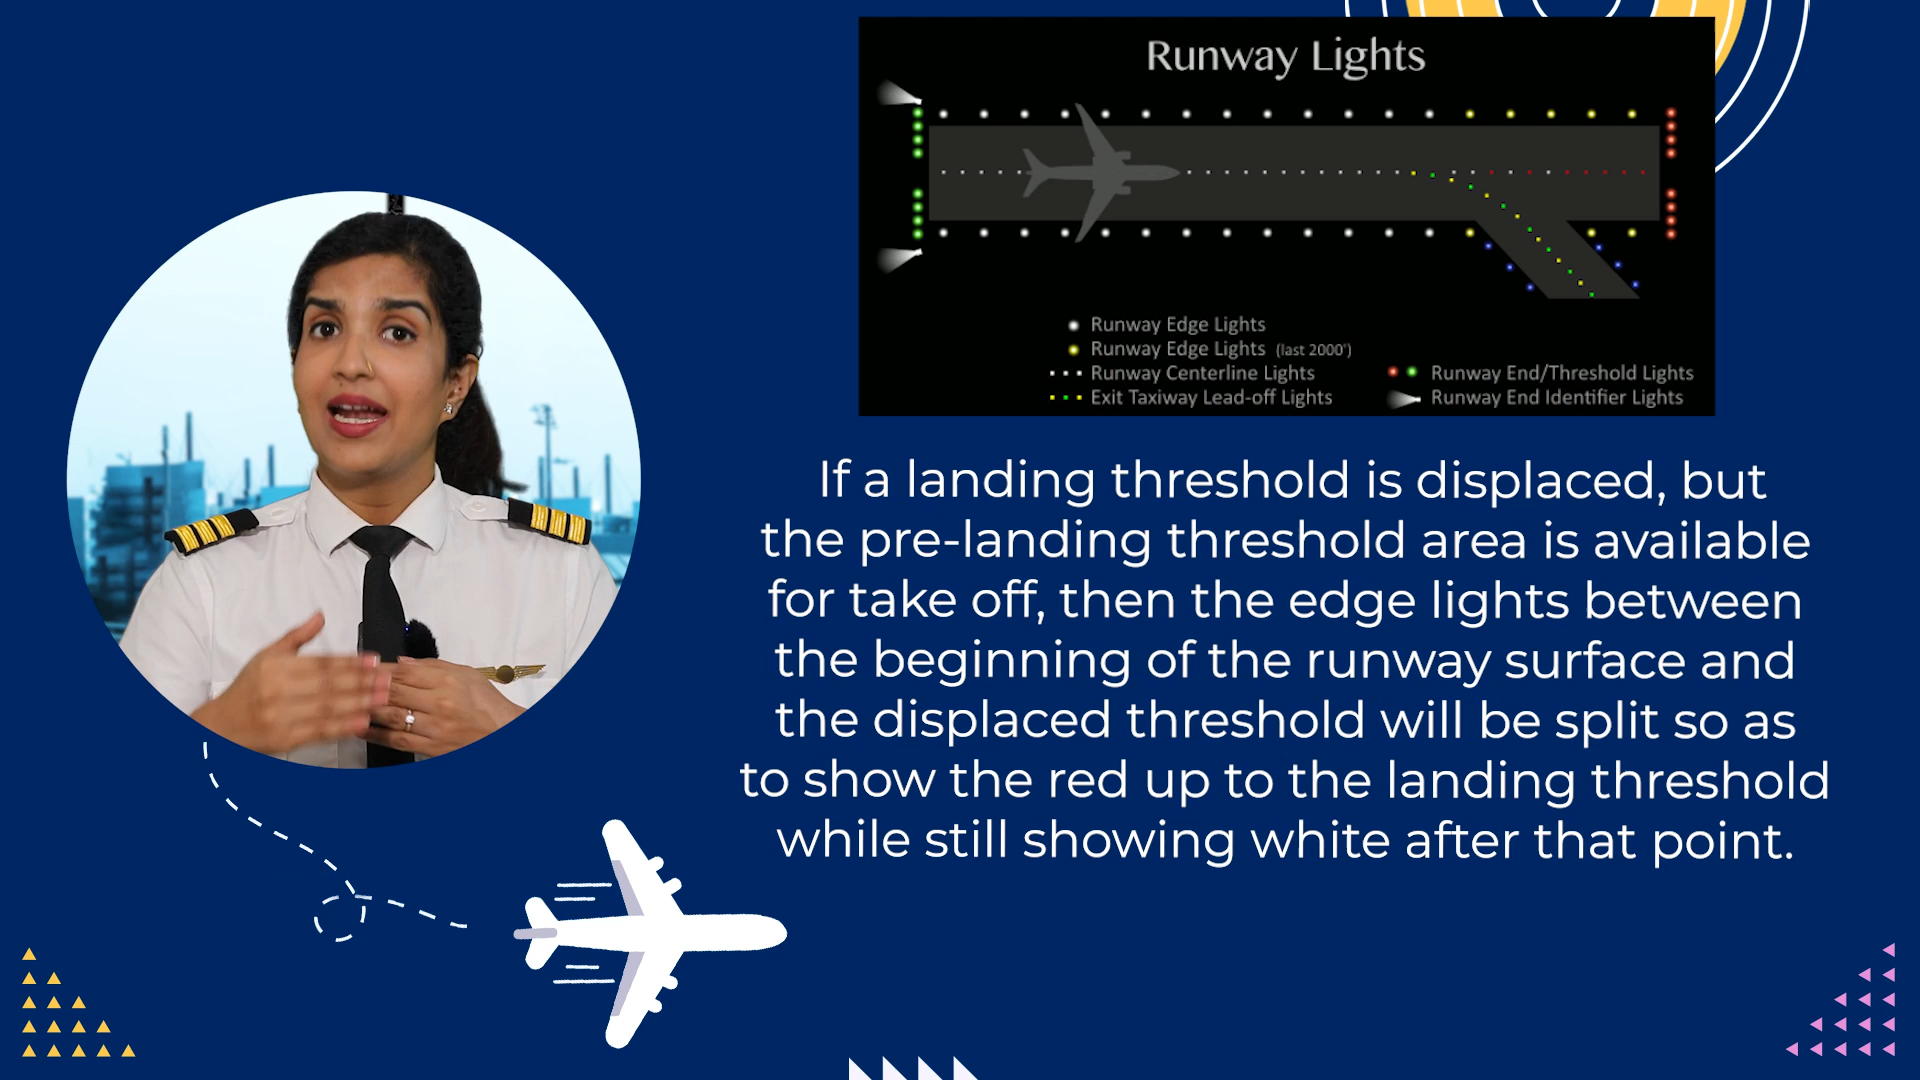 Runway Lights
Runway Edge Lights
Runway Edge Lights (last 2000')
Runway Centerline Lights
Exit Taxiway Lead-off Lights
Runway End/Threshold Lights
Runway End Identifier Lights
If a landing threshold is displaced, but
the pre-landing threshold area is available
for take off, then the edge lights between
the beginning of the runway surface and
the displaced threshold will be split so as
to show the red up to the landing threshold
while still showing white after that point.